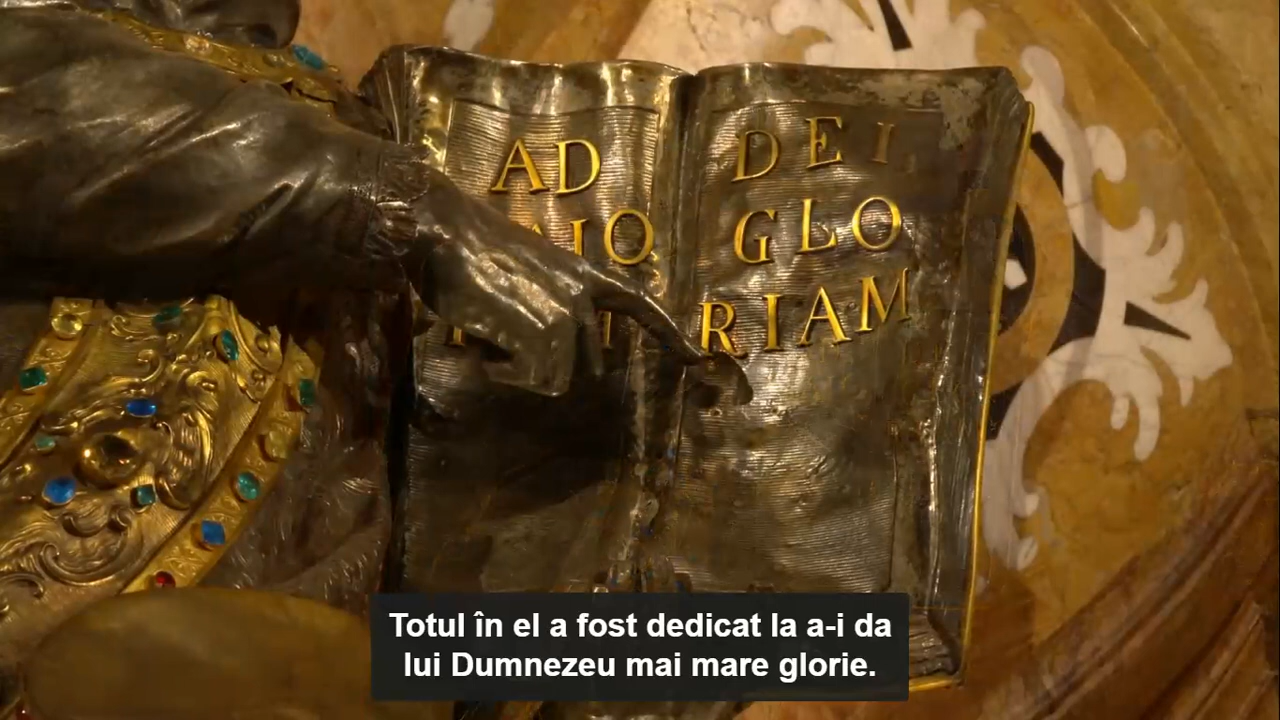 AD
DEI
GLO
RIAM
Totul în el a fost dedicat la a-i da
lui Dumnezeu mai mare glorie.